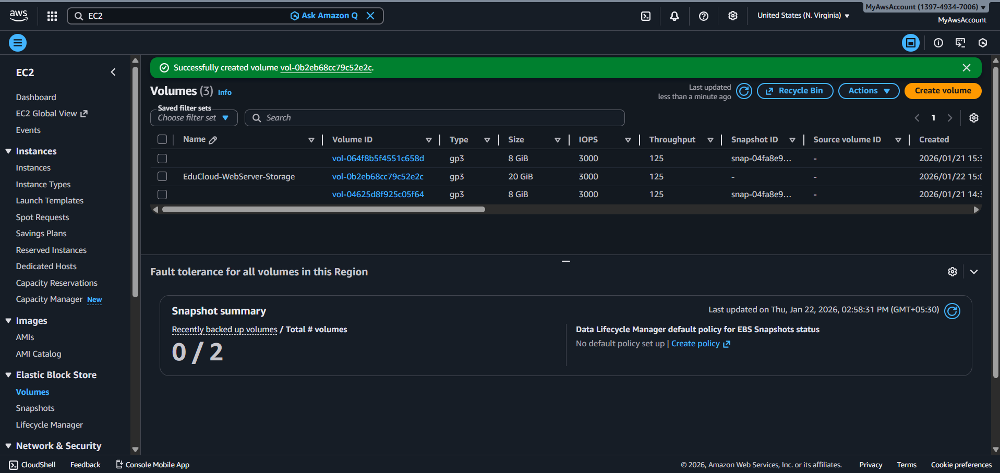 aws
EC2
Ask Amazon Q
United States (N. Virginia)
MyAwsAccount (1397-4934-7006)
MyAwsAccount
EC2
Dashboard
EC2 Global View
Events
Instances
Instances
Instance Types
Launch Templates
Spot Requests
Savings Plans
Reserved Instances
Dedicated Hosts
Capacity Reservations
Capacity Manager New
Images
AMIs
AMI Catalog
Elastic Block Store
Volumes
Snapshots
Lifecycle Manager
Network & Security
Successfully created volume vol-0b2eb68cc79c52e2c.
Volumes (3) Info
Last updated
less than a minute ago
Recycle Bin
Actions
Create volume
Saved filter sets
Choose filter set
Search
1
Name Volume ID Type Size IOPS Throughput Snapshot ID Source volume ID Created
vol-064f8b5f4551c658d gp3 8 GiB 3000 125 snap-04fa8e9... - 2026/01/21 15:3
EduCloud-WebServer-Storage vol-0b2eb68cc79c52e2c gp3 20 GiB 3000 125 - - 2026/01/22 15:0
vol-04625d8f925c05f64 gp3 8 GiB 3000 125 snap-04fa8e9... - 2026/01/21 14:3
Fault tolerance for all volumes in this Region
Snapshot summary
Last updated on Thu, Jan 22, 2026, 02:58:31 PM (GMT+05:30)
Recently backed up volumes / Total # volumes
0 / 2
Data Lifecycle Manager default policy for EBS Snapshots status
No default policy set up | Create policy
CloudShell
Feedback
Console Mobile App
© 2026, Amazon Web Services, Inc. or its affiliates.
Privacy
Terms
Cookie preferences